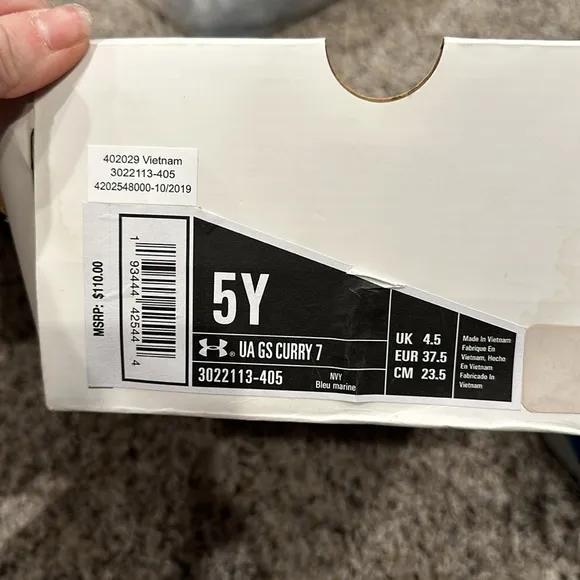 402029 Vietnam
3022113-405
4202548000-10/2019
MSRP: $110.00
1 93444 42544 4
5Y
UA GS CURRY 7
3022113-405
NVY
Bleu marine
UK 4.5
EUR 37.5
CM 23.5
Made In Vietnam
Fabrique En
Vietnam, Hecho
En Vietnam
Fabricado In
Vietnam